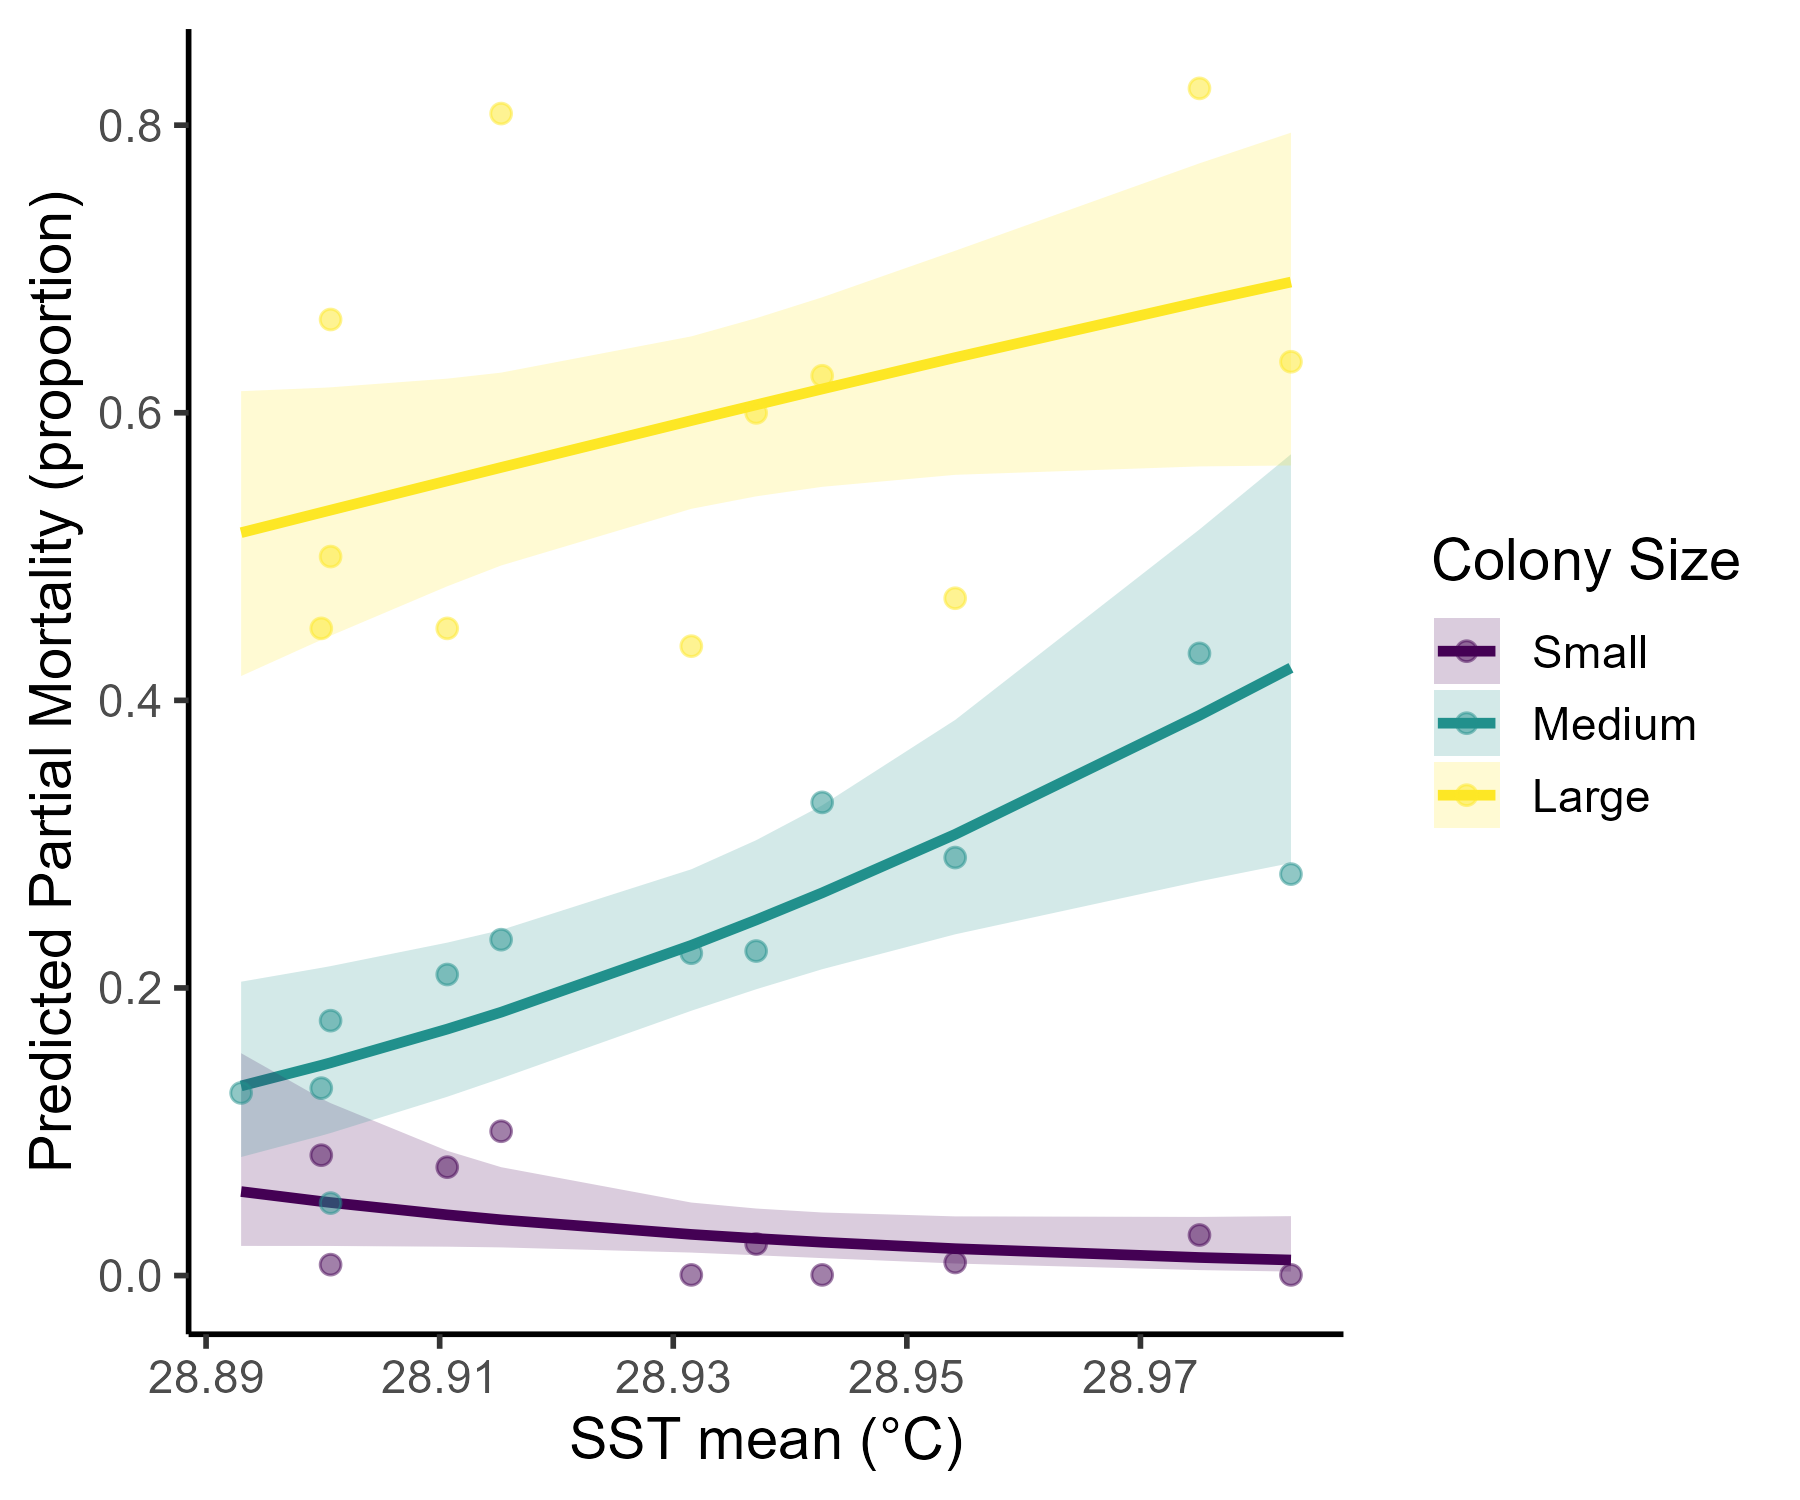 Predicted Partial Mortality (proportion)
0.8
0.6
0.4
0.2
0.0
28.89 28.91 28.93 28.95 28.97
SST mean (°C)
Colony Size
Small
Medium
Large